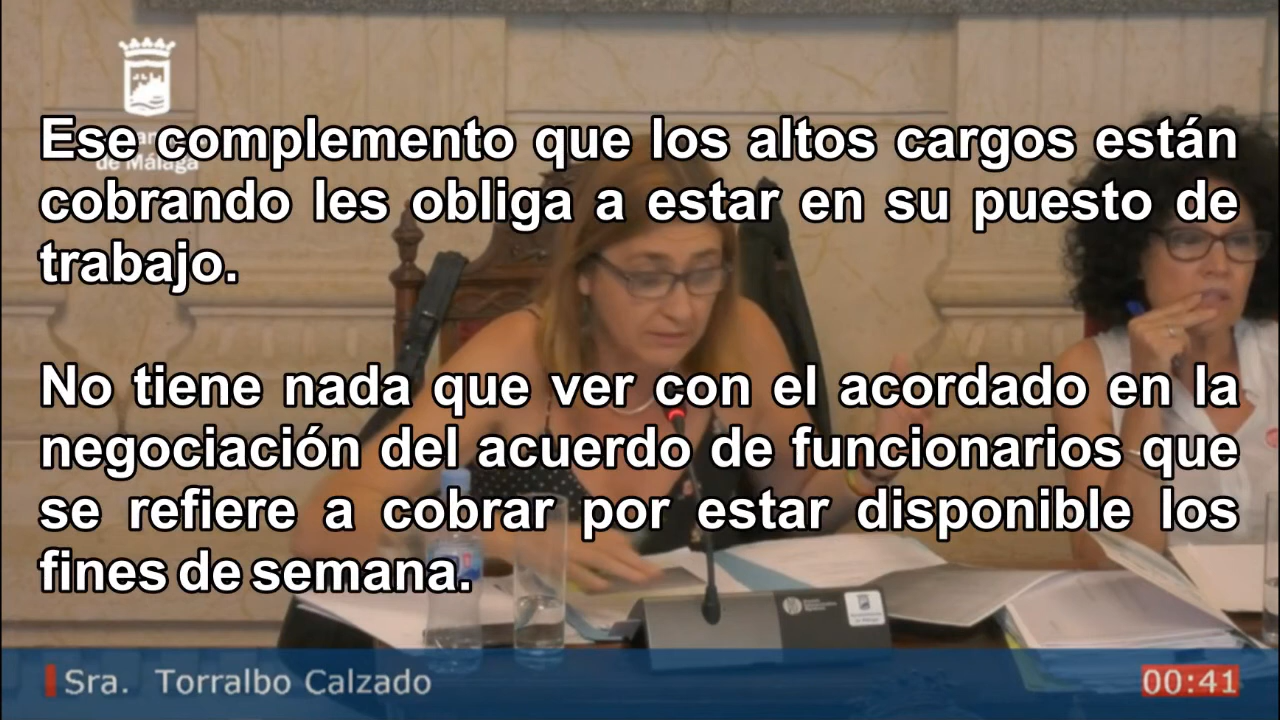 Ese complemento que los altos cargos están
de Málaga
cobrando les obliga a estar en su puesto de
trabajo.
No tiene nada que ver con el acordado en la
negociación del acuerdo de funcionarios que
se refiere a cobrar por estar disponible los
fines de semana.
Sra. Torralbo Calzado
00:41